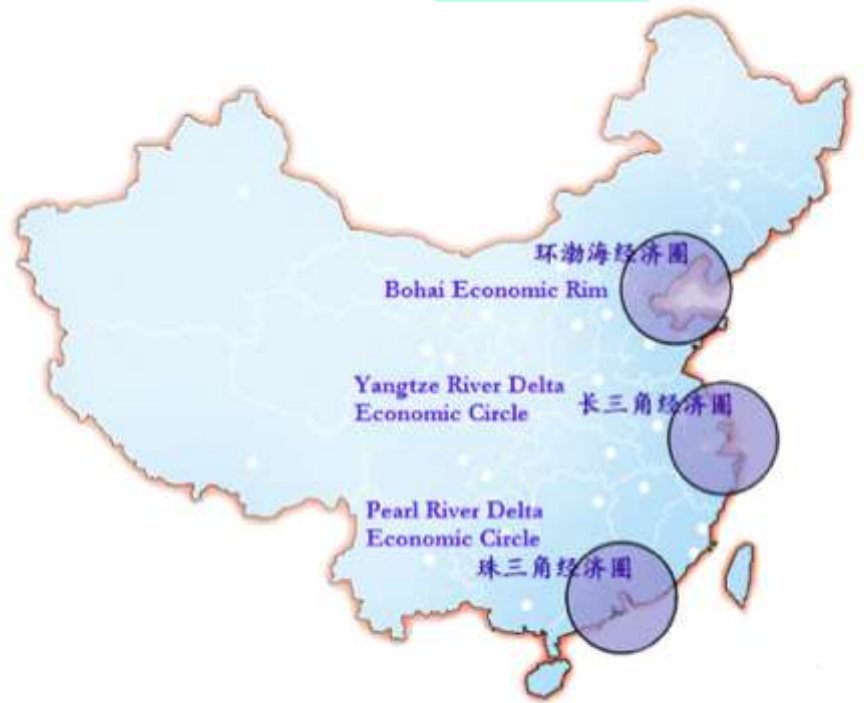 环渤海经济圈
Bohai Economic Rim
Yangtze River Delta
Economic Circle
长三角经济圈
Pearl River Delta
Economic Circle
珠三角经济圈